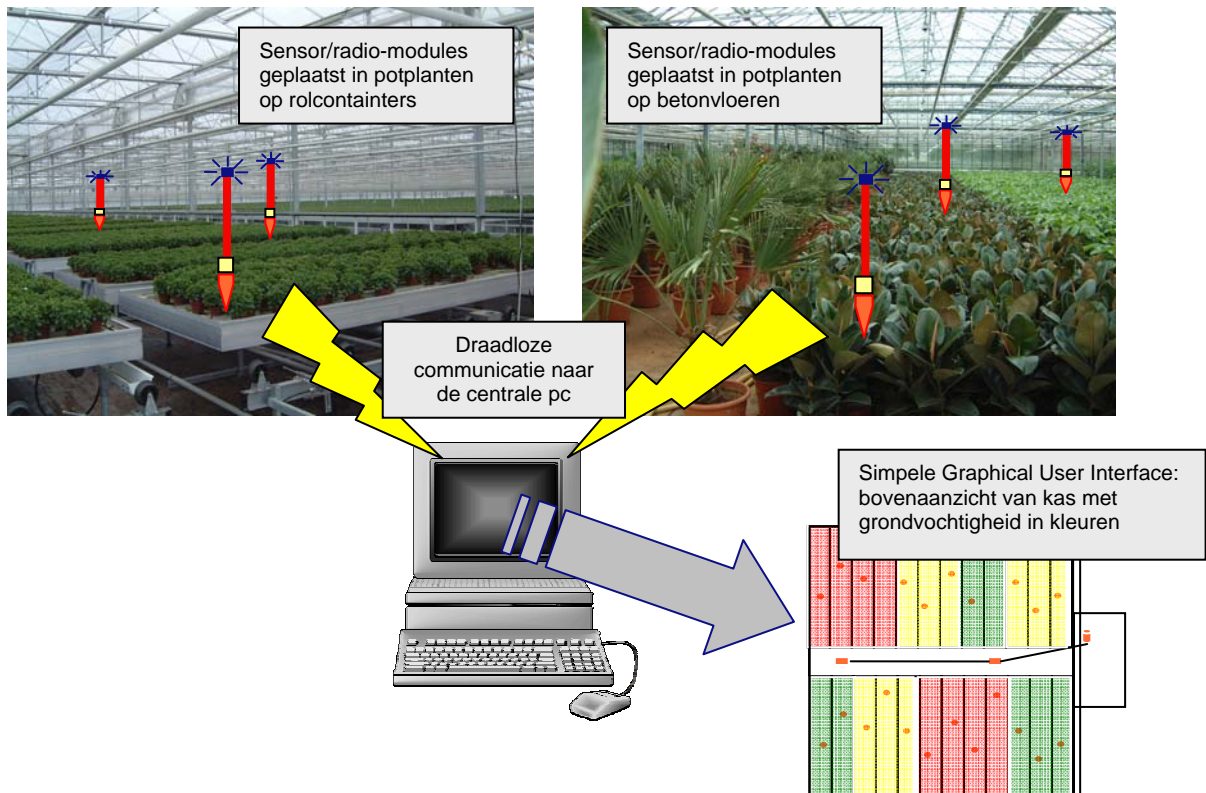 Sensor/radio-modules
geplaatst in potplanten
op rolcontainters
Sensor/radio-modules
geplaatst in potplanten
op betonvloeren
Draadloze
communicatie naar
de centrale pc
Simpele Graphical User Interface:
bovenaanzicht van kas met
grondvochtigheid in kleuren